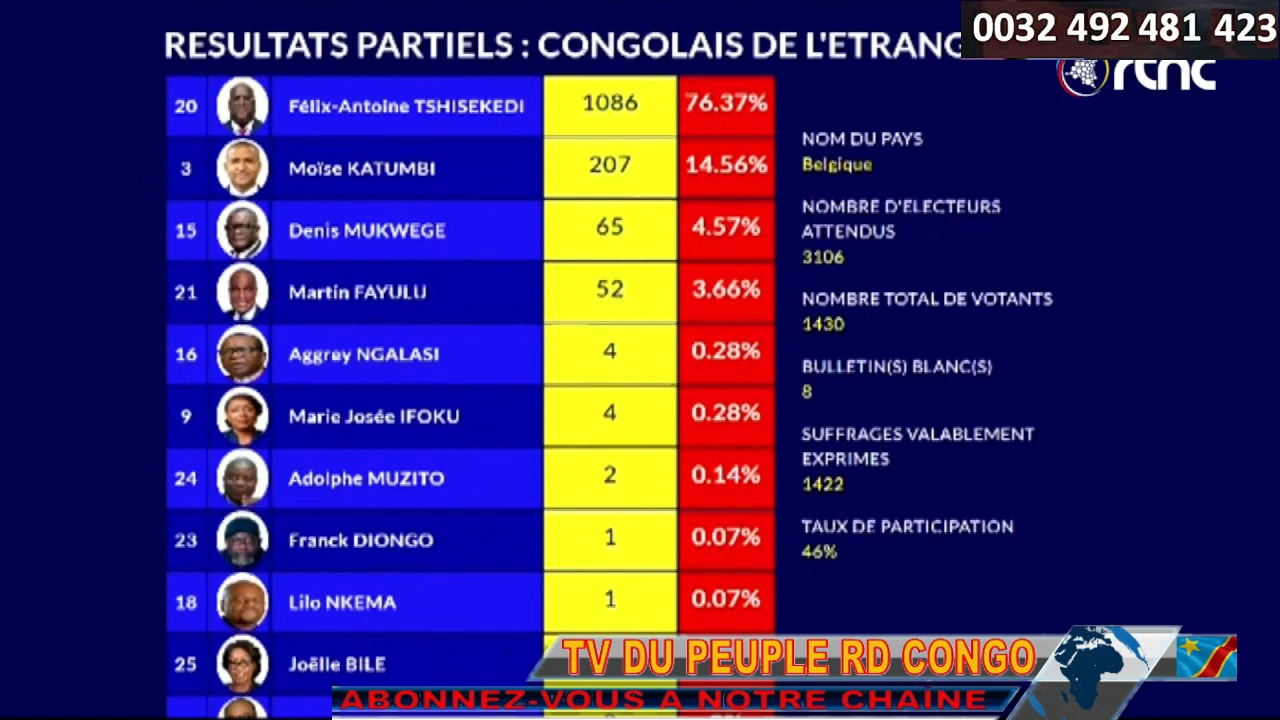 0032 492 481 423
RESULTATS PARTIELS : CONGOLAIS DE L'ETRANG
rtnc
20 Félix-Antoine TSHISEKEDI 1086 76.37%
3 Moïse KATUMBI 207 14.56%
15 Denis MUKWEGE 65 4.57%
21 Martin FAYULU 52 3.66%
16 Aggrey NGALASI 4 0.28%
9 Marie Josée IFOKU 4 0.28%
24 Adolphe MUZITO 2 0.14%
23 Franck DIONGO 1 0.07%
18 Lilo NKEMA 1 0.07%
25 Joëlle BILE
NOM DU PAYS
Belgique
NOMBRE D'ELECTEURS
ATTENDUS
3106
NOMBRE TOTAL DE VOTANTS
1430
BULLETIN(S) BLANC(S)
8
SUFFRAGES VALABLEMENT
EXPRIMES
1422
TAUX DE PARTICIPATION
46%
TV DU PEUPLE RD CONGO
ABONNEZ-VOUS A NOTRE CHAINE